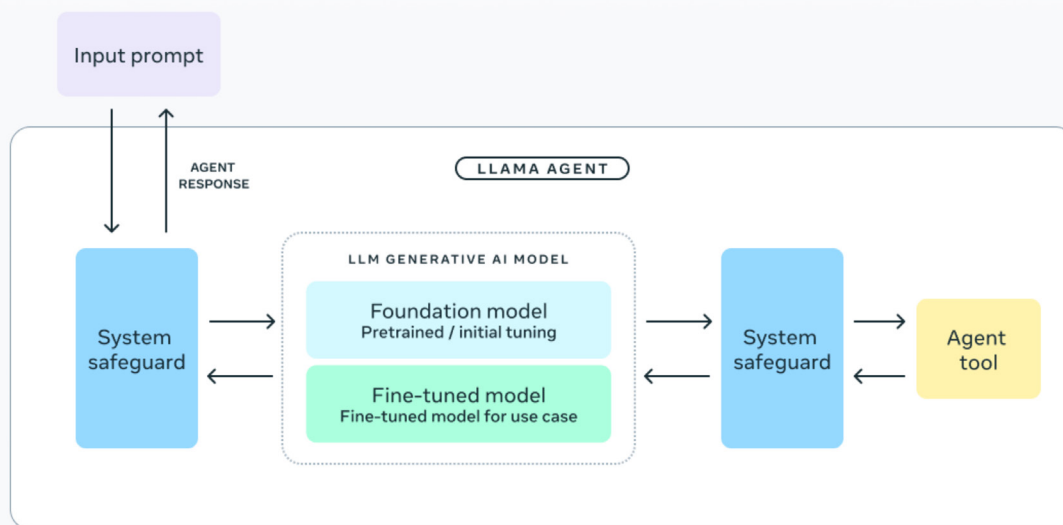 Input prompt
AGENT
RESPONSE
LLAMA AGENT
LLM GENERATIVE AI MODEL
System
safeguard
Foundation model
Pretrained / initial tuning
Fine-tuned model
Fine-tuned model for use case
System
safeguard
Agent
tool